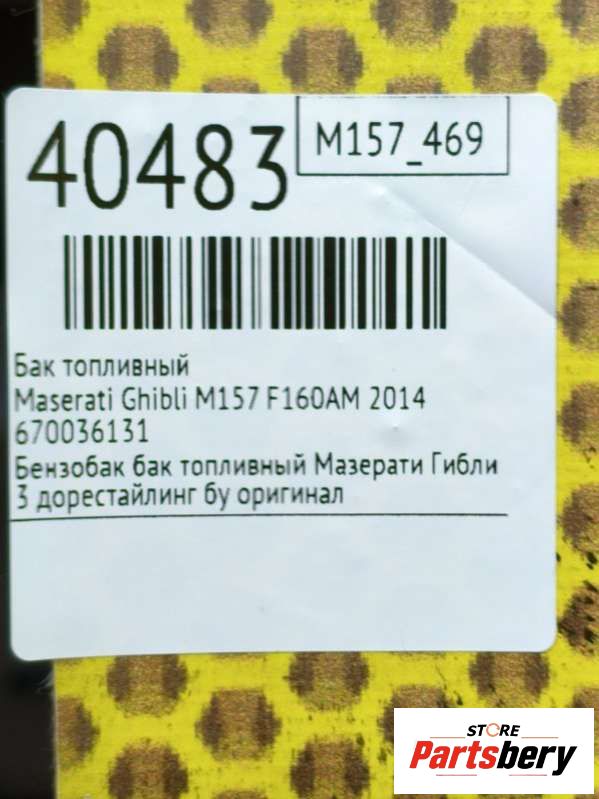 40483
M157_469
Бак топливный
Maserati Ghibli M157 F160AM 2014
670036131
Бензобак бак топливный Мазерати Гибли
3 дорестайлинг бу оригинал
STORE
Partsbery